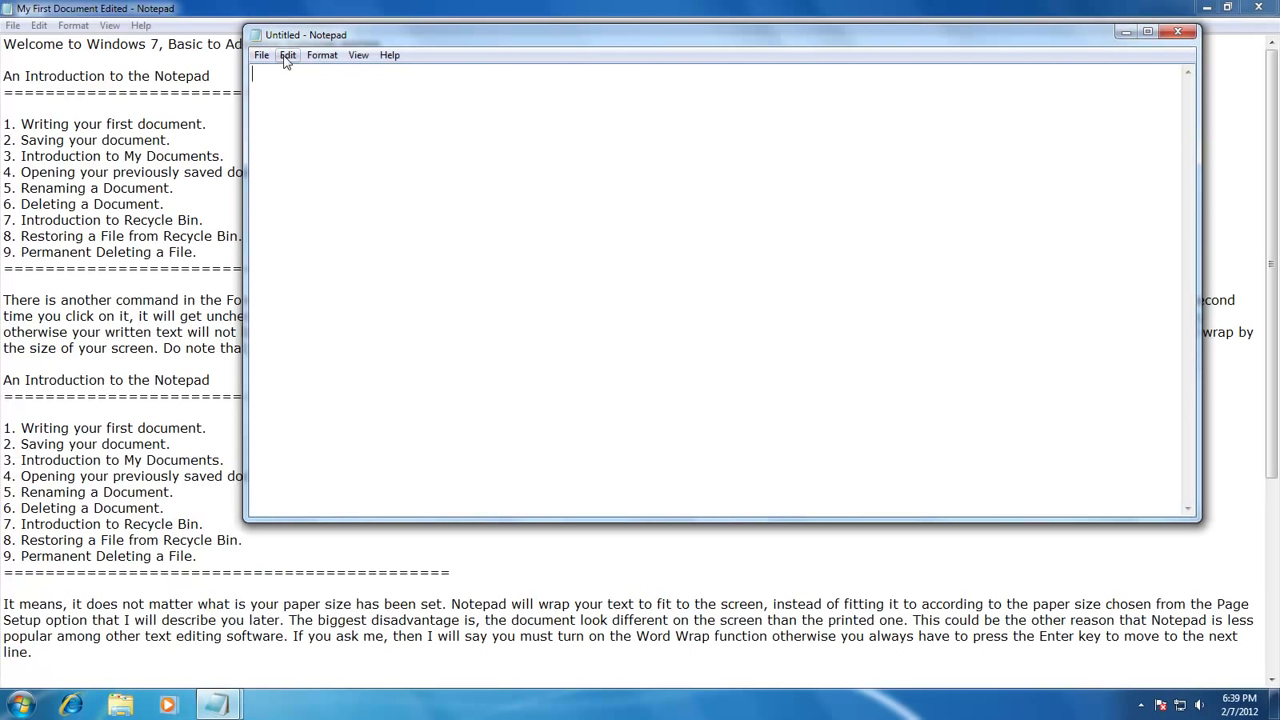 My First Document Edited - Notepad
File Edit Format View Help
Welcome to Windows 7, Basic to Ad
An Introduction to the Notepad
========================
1. Writing your first document.
2. Saving your document.
3. Introduction to My Documents.
4. Opening your previously saved do
5. Renaming a Document.
6. Deleting a Document.
7. Introduction to Recycle Bin.
8. Restoring a File from Recycle Bin.
9. Permanent Deleting a File.
========================
There is another command in the Fo econd
time you click on it, it will get unche
otherwise your written text will not wrap by
the size of your screen. Do note tha
An Introduction to the Notepad
========================
1. Writing your first document.
2. Saving your document.
3. Introduction to My Documents.
4. Opening your previously saved do
5. Renaming a Document.
6. Deleting a Document.
7. Introduction to Recycle Bin.
8. Restoring a File from Recycle Bin.
9. Permanent Deleting a File.
============================================
It means, it does not matter what is your paper size has been set. Notepad will wrap your text to fit to the screen, instead of fitting it to according to the paper size chosen from the Page
Setup option that I will describe you later. The biggest disadvantage is, the document look different on the screen than the printed one. This could be the other reason that Notepad is less
popular among other text editing software. If you ask me, then I will say you must turn on the Word Wrap function otherwise you always have to press the Enter key to move to the next
line.
Untitled - Notepad
File Edit Format View Help
6:39 PM
2/7/2012